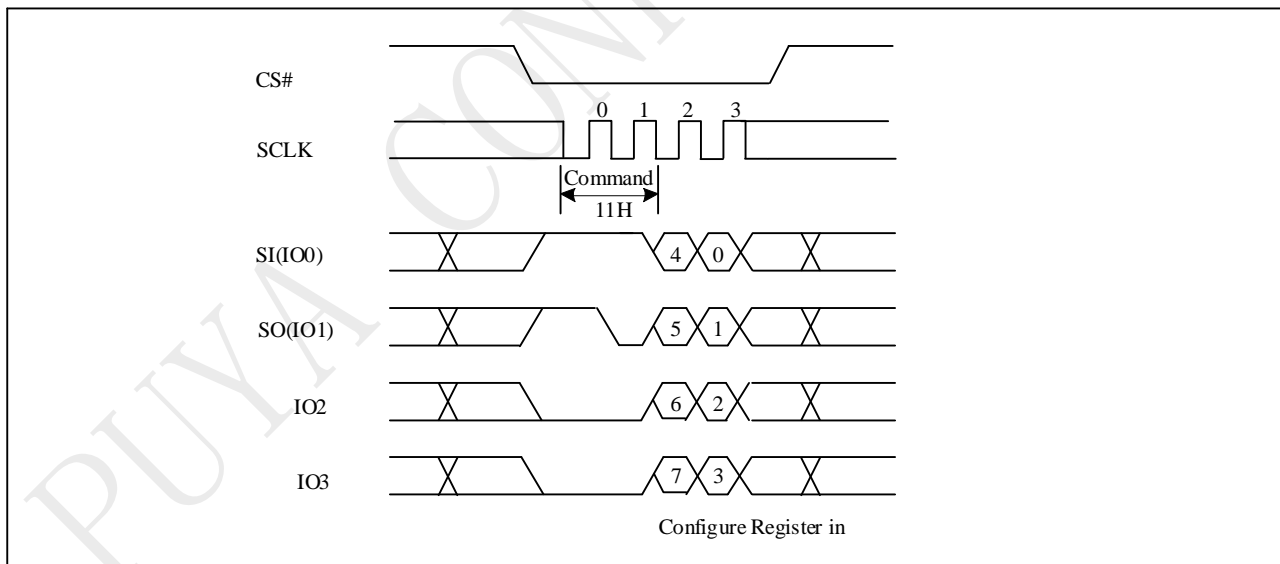 CS#
0 1 2 3
SCLK
Command
11H
SI(IO0) 4 0
SO(IO1) 5 1
IO2 6 2
IO3 7 3
Configure Register in
PUYA CONF